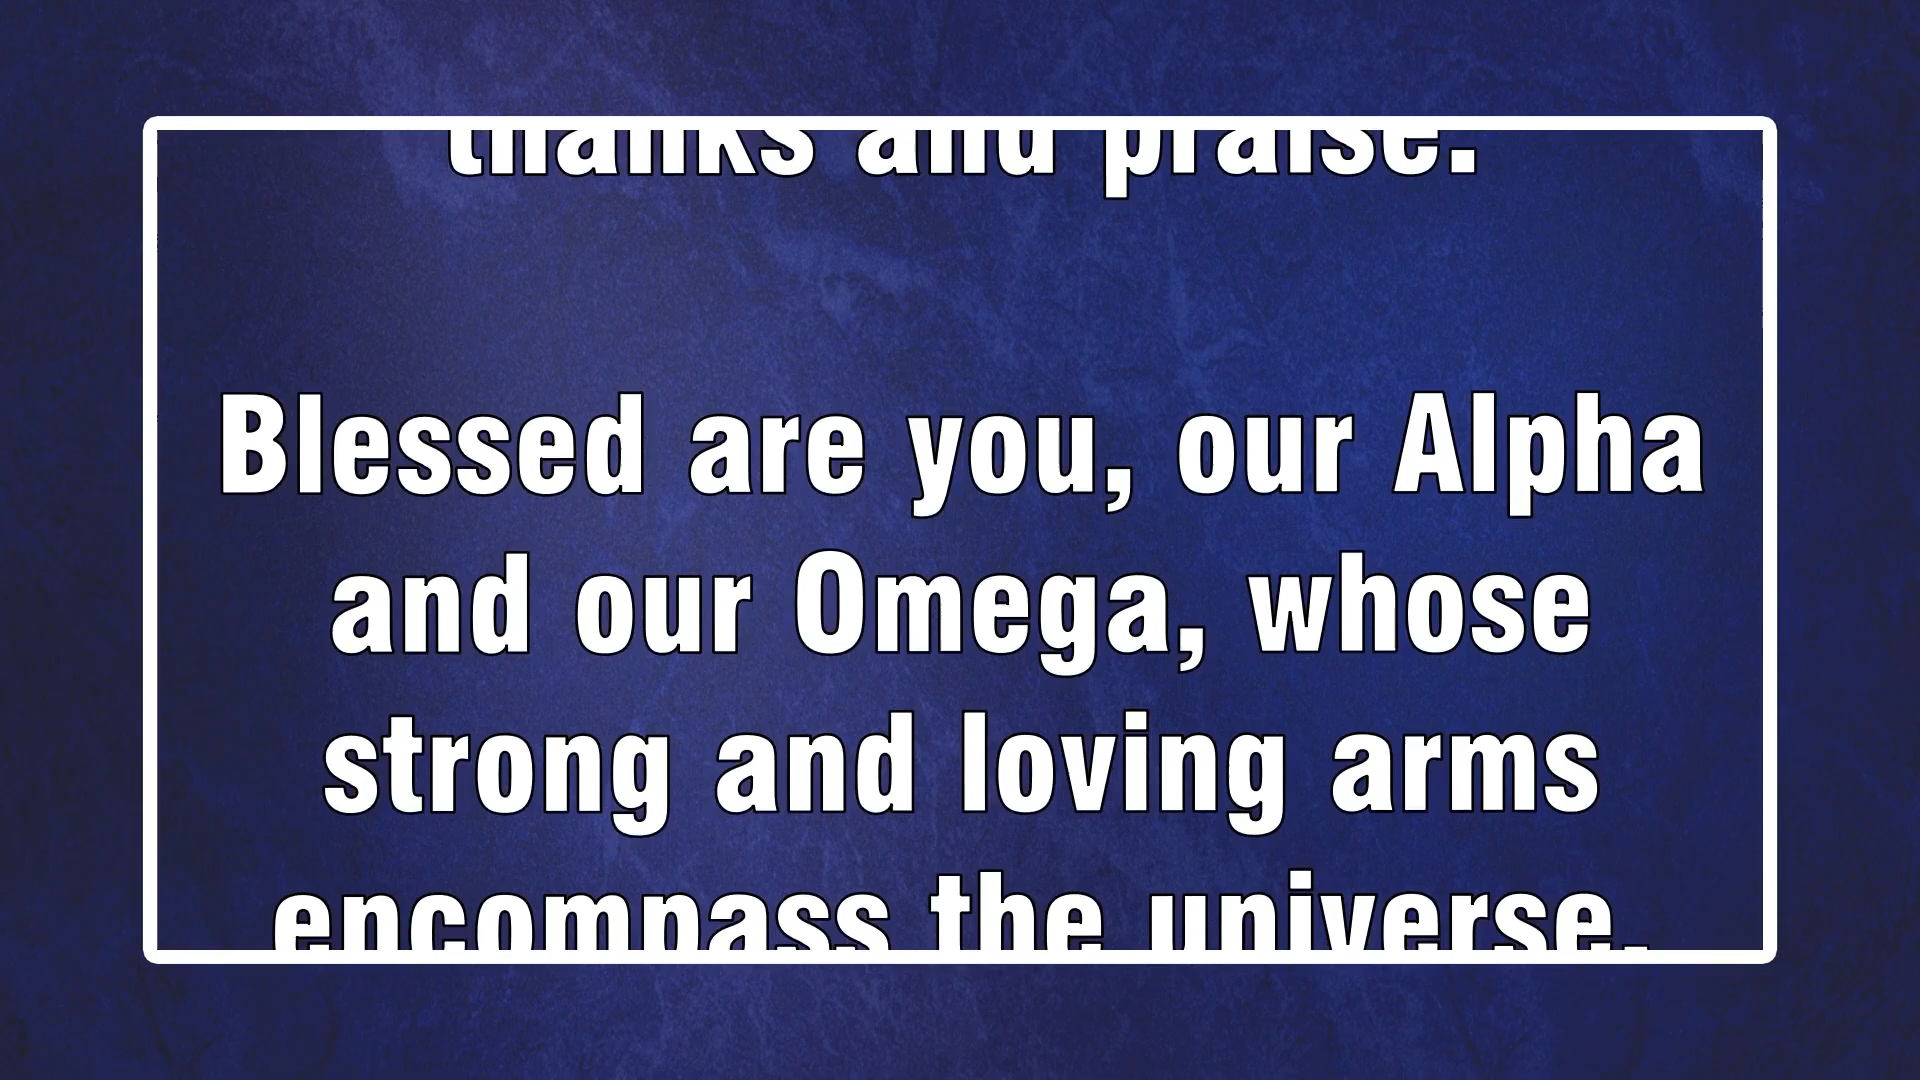 thanks and praise.
Blessed are you, our Alpha
and our Omega, whose
strong and loving arms
encompass the universe,